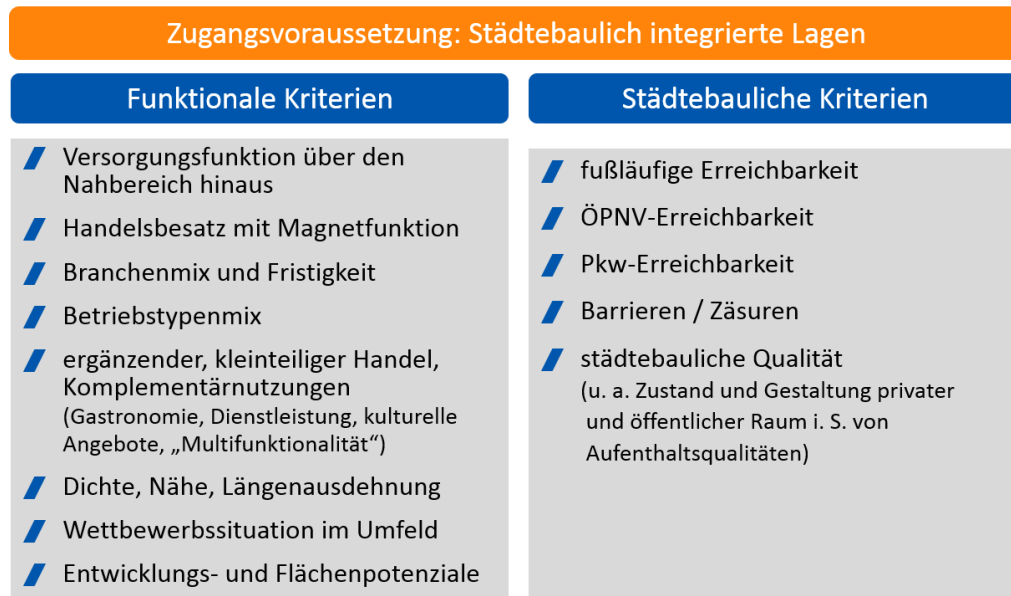 Zugangsvoraussetzung: Städtebaulich integrierte Lagen
Funktionale Kriterien
Versorgungsfunktion über den
Nahbereich hinaus
Handelsbesatz mit Magnetfunktion
Branchenmix und Fristigkeit
Betriebstypenmix
ergänzender, kleinteiliger Handel,
Komplementärnutzungen
(Gastronomie, Dienstleistung, kulturelle
Angebote, „Multifunktionalität“)
Dichte, Nähe, Längenausdehnung
Wettbewerbssituation im Umfeld
Entwicklungs- und Flächenpotenziale
Städtebauliche Kriterien
fußläufige Erreichbarkeit
ÖPNV-Erreichbarkeit
Pkw-Erreichbarkeit
Barrieren / Zäsuren
städtebauliche Qualität
(u. a. Zustand und Gestaltung privater
und öffentlicher Raum i. S. von
Aufenthaltsqualitäten)